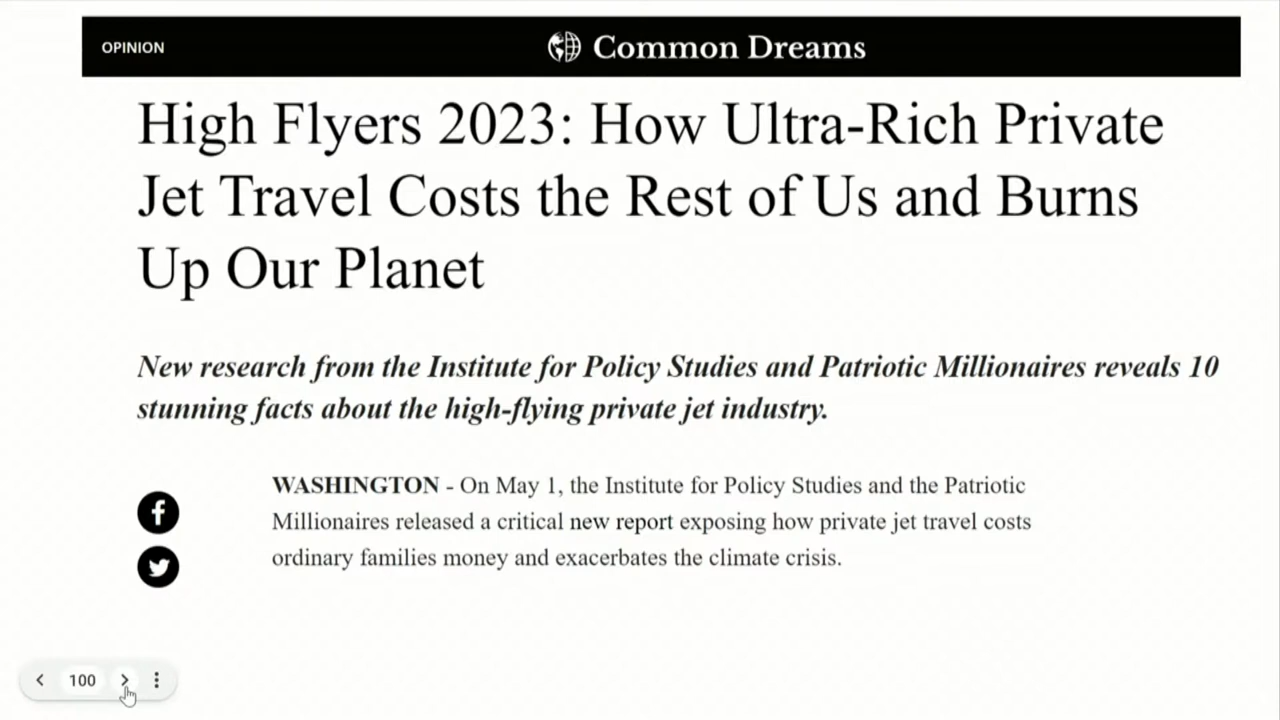 OPINION
Common Dreams
High Flyers 2023: How Ultra-Rich Private
Jet Travel Costs the Rest of Us and Burns
Up Our Planet
New research from the Institute for Policy Studies and Patriotic Millionaires reveals 10
stunning facts about the high-flying private jet industry.
WASHINGTON - On May 1, the Institute for Policy Studies and the Patriotic
Millionaires released a critical new report exposing how private jet travel costs
ordinary families money and exacerbates the climate crisis.
100